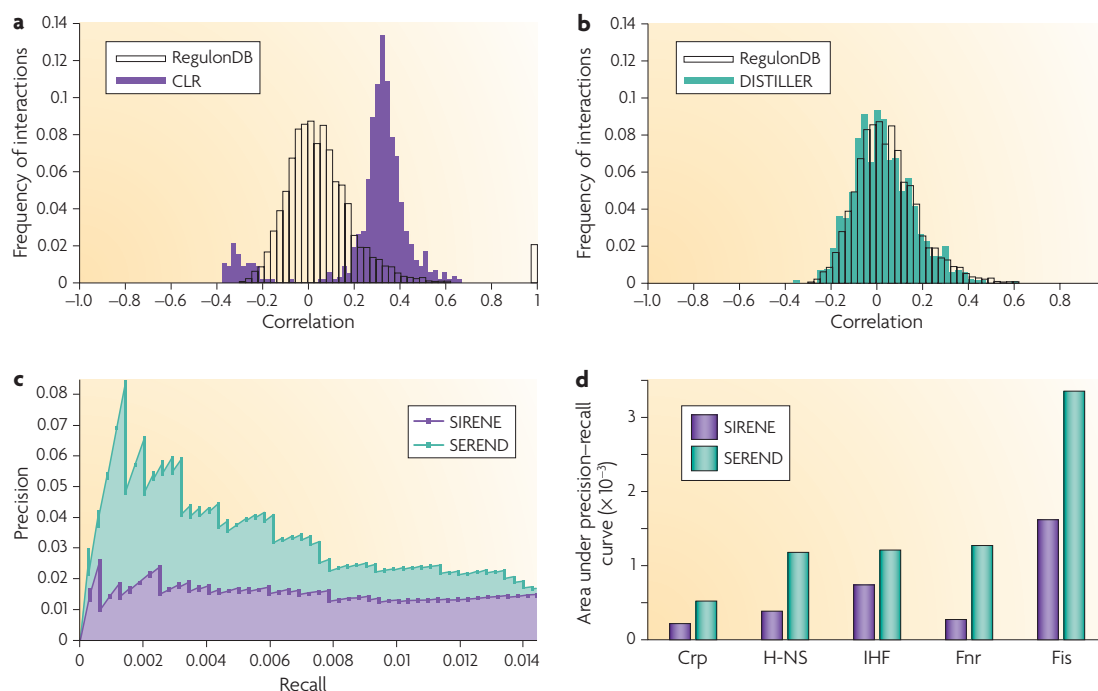 a
0.14
0.12
0.1
0.08
0.06
0.04
0.02
0
Frequency of interactions
RegulonDB
CLR
–1.0 –0.8 –0.6 –0.4 –0.2 0 0.2 0.4 0.6 0.8 1
Correlation
b
0.14
0.12
0.1
0.08
0.06
0.04
0.02
0
Frequency of interactions
RegulonDB
DISTILLER
–1.0 –0.8 –0.6 –0.4 –0.2 0 0.2 0.4 0.6 0.8
Correlation
c
0.08
0.07
0.06
0.05
0.04
0.03
0.02
0.01
0
Precision
SIRENE
SEREND
0 0.002 0.004 0.006 0.008 0.01 0.012 0.014
Recall
d
3
2
1
0
Area under precision–recall
curve (× 10⁻³)
SIRENE
SEREND
Crp H-NS IHF Fnr Fis